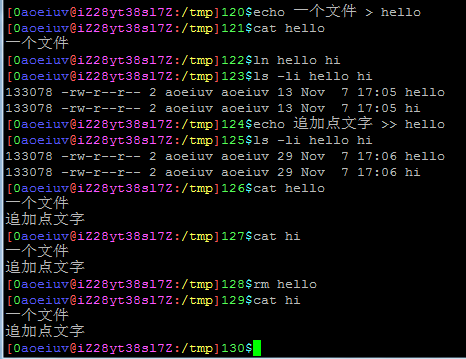 [0aoeiuv@iZ28yt38sl7Z:/tmp]120$echo 一个文件 > hello
[0aoeiuv@iZ28yt38sl7Z:/tmp]121$cat hello
一个文件
[0aoeiuv@iZ28yt38sl7Z:/tmp]122$ln hello hi
[0aoeiuv@iZ28yt38sl7Z:/tmp]123$ls -li hello hi
133078 -rw-r--r-- 2 aoeiuv aoeiuv 13 Nov  7 17:05 hello
133078 -rw-r--r-- 2 aoeiuv aoeiuv 13 Nov  7 17:05 hi
[0aoeiuv@iZ28yt38sl7Z:/tmp]124$echo 追加点文字 >> hello
[0aoeiuv@iZ28yt38sl7Z:/tmp]125$ls -li hello hi
133078 -rw-r--r-- 2 aoeiuv aoeiuv 29 Nov  7 17:06 hello
133078 -rw-r--r-- 2 aoeiuv aoeiuv 29 Nov  7 17:06 hi
[0aoeiuv@iZ28yt38sl7Z:/tmp]126$cat hello
一个文件
追加点文字
[0aoeiuv@iZ28yt38sl7Z:/tmp]127$cat hi
一个文件
追加点文字
[0aoeiuv@iZ28yt38sl7Z:/tmp]128$rm hello
[0aoeiuv@iZ28yt38sl7Z:/tmp]129$cat hi
一个文件
追加点文字
[0aoeiuv@iZ28yt38sl7Z:/tmp]130$